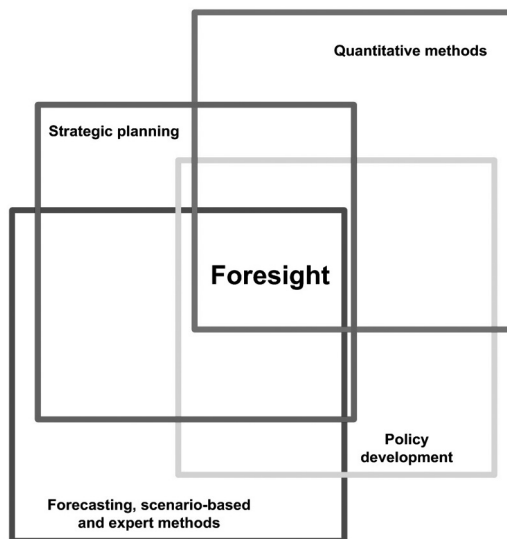 Quantitative methods
Strategic planning
Foresight
Policy
development
Forecasting, scenario-based
and expert methods